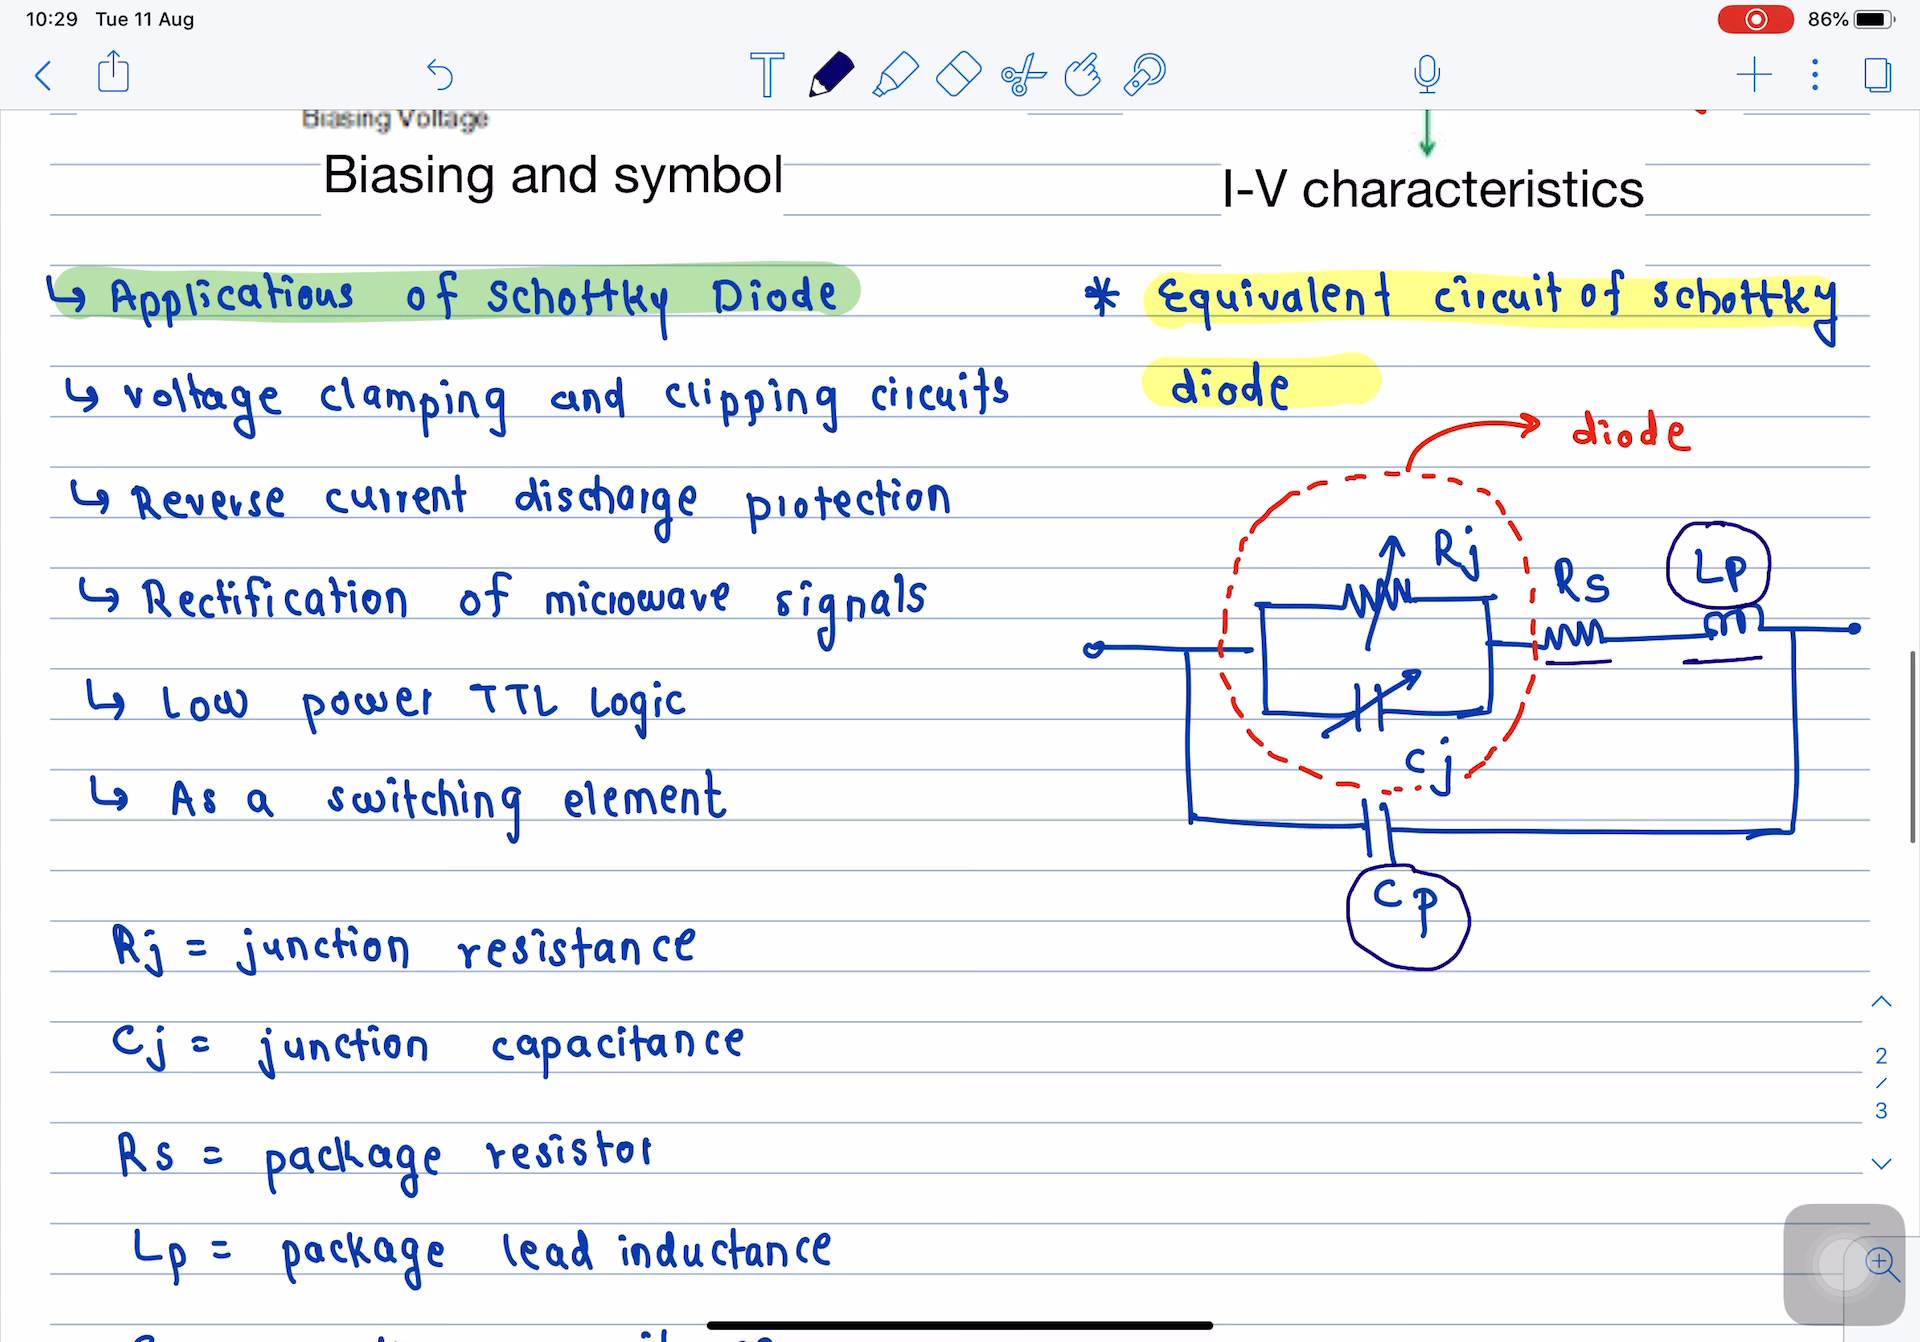 10:29 Tue 11 Aug
86%
Biasing Voltage
Biasing and symbol
I-V characteristics
↳ Applications of Schottky Diode
↳ voltage clamping and clipping circuits
↳ Reverse current discharge protection
↳ Rectification of microwave signals
↳ Low power TTL Logic
↳ As a switching element
Rj = junction resistance
Cj = junction capacitance
Rs = package resistor
Lp = package lead inductance
* Equivalent circuit of schottky
diode
diode
Rj
Rs
Lp
Cj
Cp
2
/
3